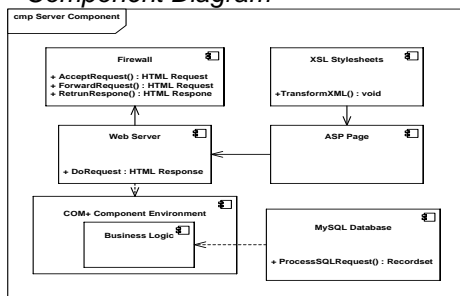 Component Diagram
cmp Server Component
Firewall
+ AcceptRequest() : HTML Request
+ ForwardRequest() : HTML Request
+ RetrunRespone() : HTML Respone
XSL Stylesheets
+TransformXML() : void
Web Server
+ DoRequest : HTML Response
ASP Page
COM+ Component Environment
Business Logic
MySQL Database
+ ProcessSQLRequest() : Recordset